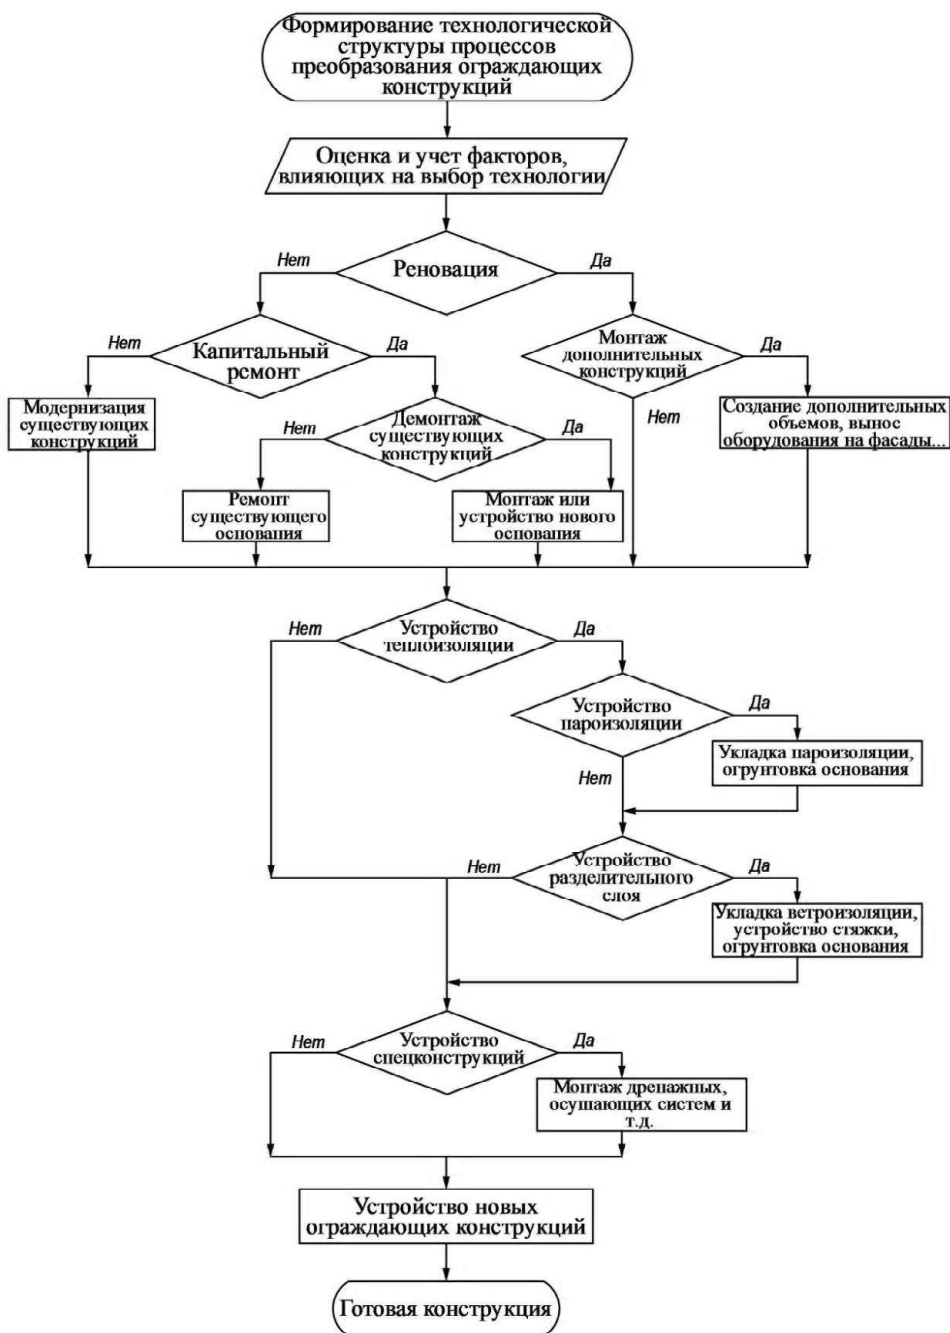 Формирование технологической
структуры процессов
преобразования ограждающих
конструкций
Оценка и учет факторов,
влияющих на выбор технологии
Нет
Реновация
Да
Нет
Капитальный
ремонт
Да
Монтаж
дополнительных
конструкций
Да
Модернизация
существующих
конструкций
Нет
Демонтаж
существующих
конструкций
Да
Нет
Создание дополнительных
объемов, вынос
оборудования на фасады...
Ремонт
существующего
основания
Монтаж или
устройство нового
основания
Нет
Устройство
теплоизоляции
Да
Устройство
пароизоляции
Да
Нет
Укладка пароизоляции,
огрунтовка основания
Нет
Устройство
разделительного
слоя
Да
Укладка ветроизоляции,
устройство стяжки,
огрунтовка основания
Нет
Устройство
спецконструкций
Да
Монтаж дренажных,
осушающих систем и
т.д.
Устройство новых
ограждающих конструкций
Готовая конструкция